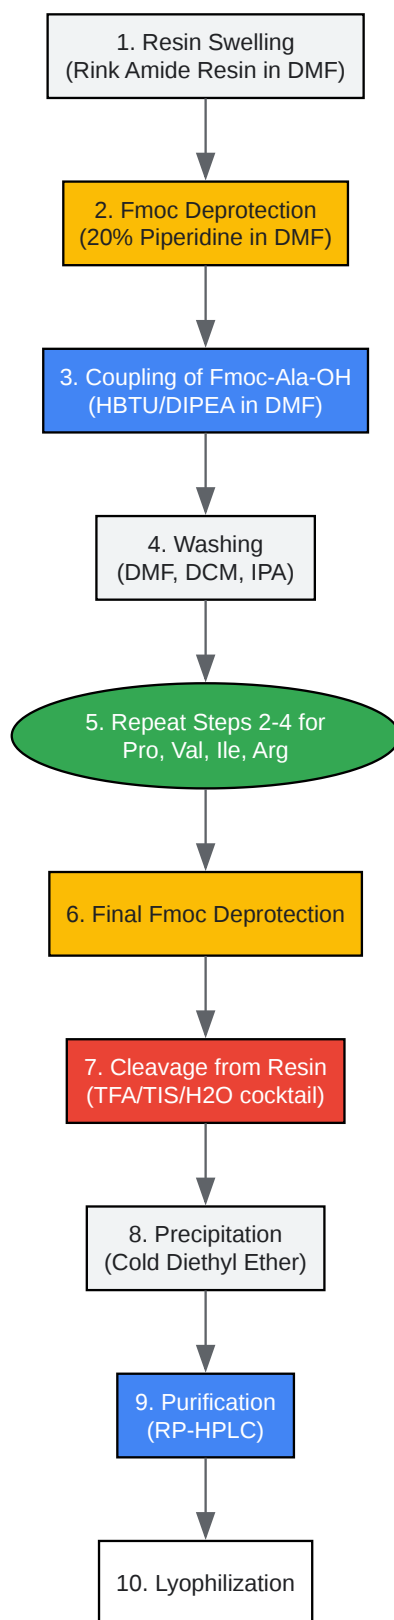 1. Resin Swelling
(Rink Amide Resin in DMF)
2. Fmoc Deprotection
(20% Piperidine in DMF)
3. Coupling of Fmoc-Ala-OH
(HBTU/DIPEA in DMF)
4. Washing
(DMF, DCM, IPA)
5. Repeat Steps 2-4 for
Pro, Val, Ile, Arg
6. Final Fmoc Deprotection
7. Cleavage from Resin
(TFA/TIS/H2O cocktail)
8. Precipitation
(Cold Diethyl Ether)
9. Purification
(RP-HPLC)
10. Lyophilization